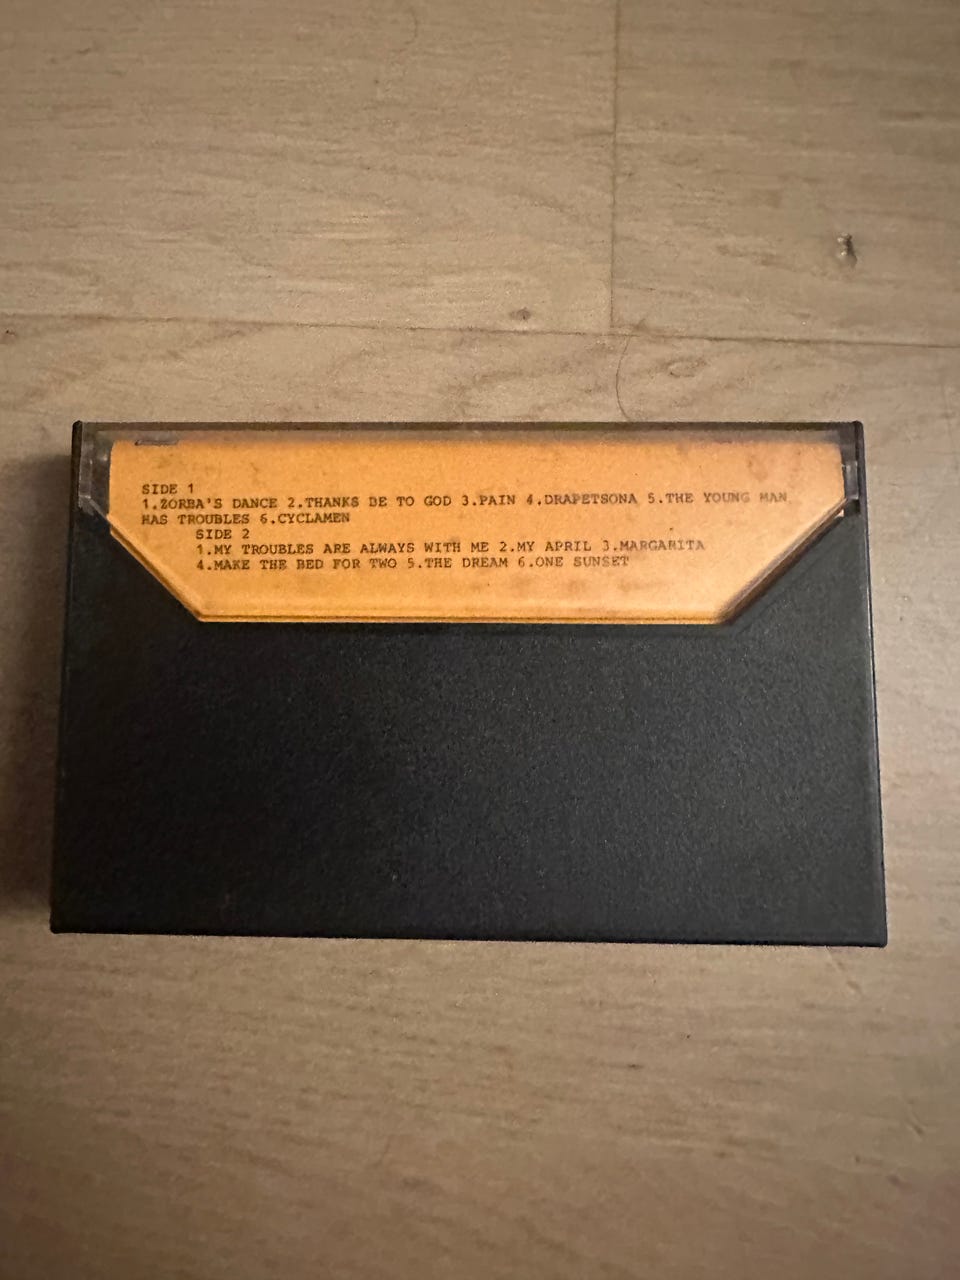 SIDE 1
1.ZORBA'S DANCE 2.THANKS BE TO GOD 3.PAIN 4.DRAPETSONA 5.THE YOUNG MAN
HAS TROUBLES 6.CYCLAMEN
SIDE 2
1.MY TROUBLES ARE ALWAYS WITH ME 2.MY APRIL 3.MARGARITA
4.MAKE THE BED FOR TWO 5.THE DREAM 6.ONE SUNSET